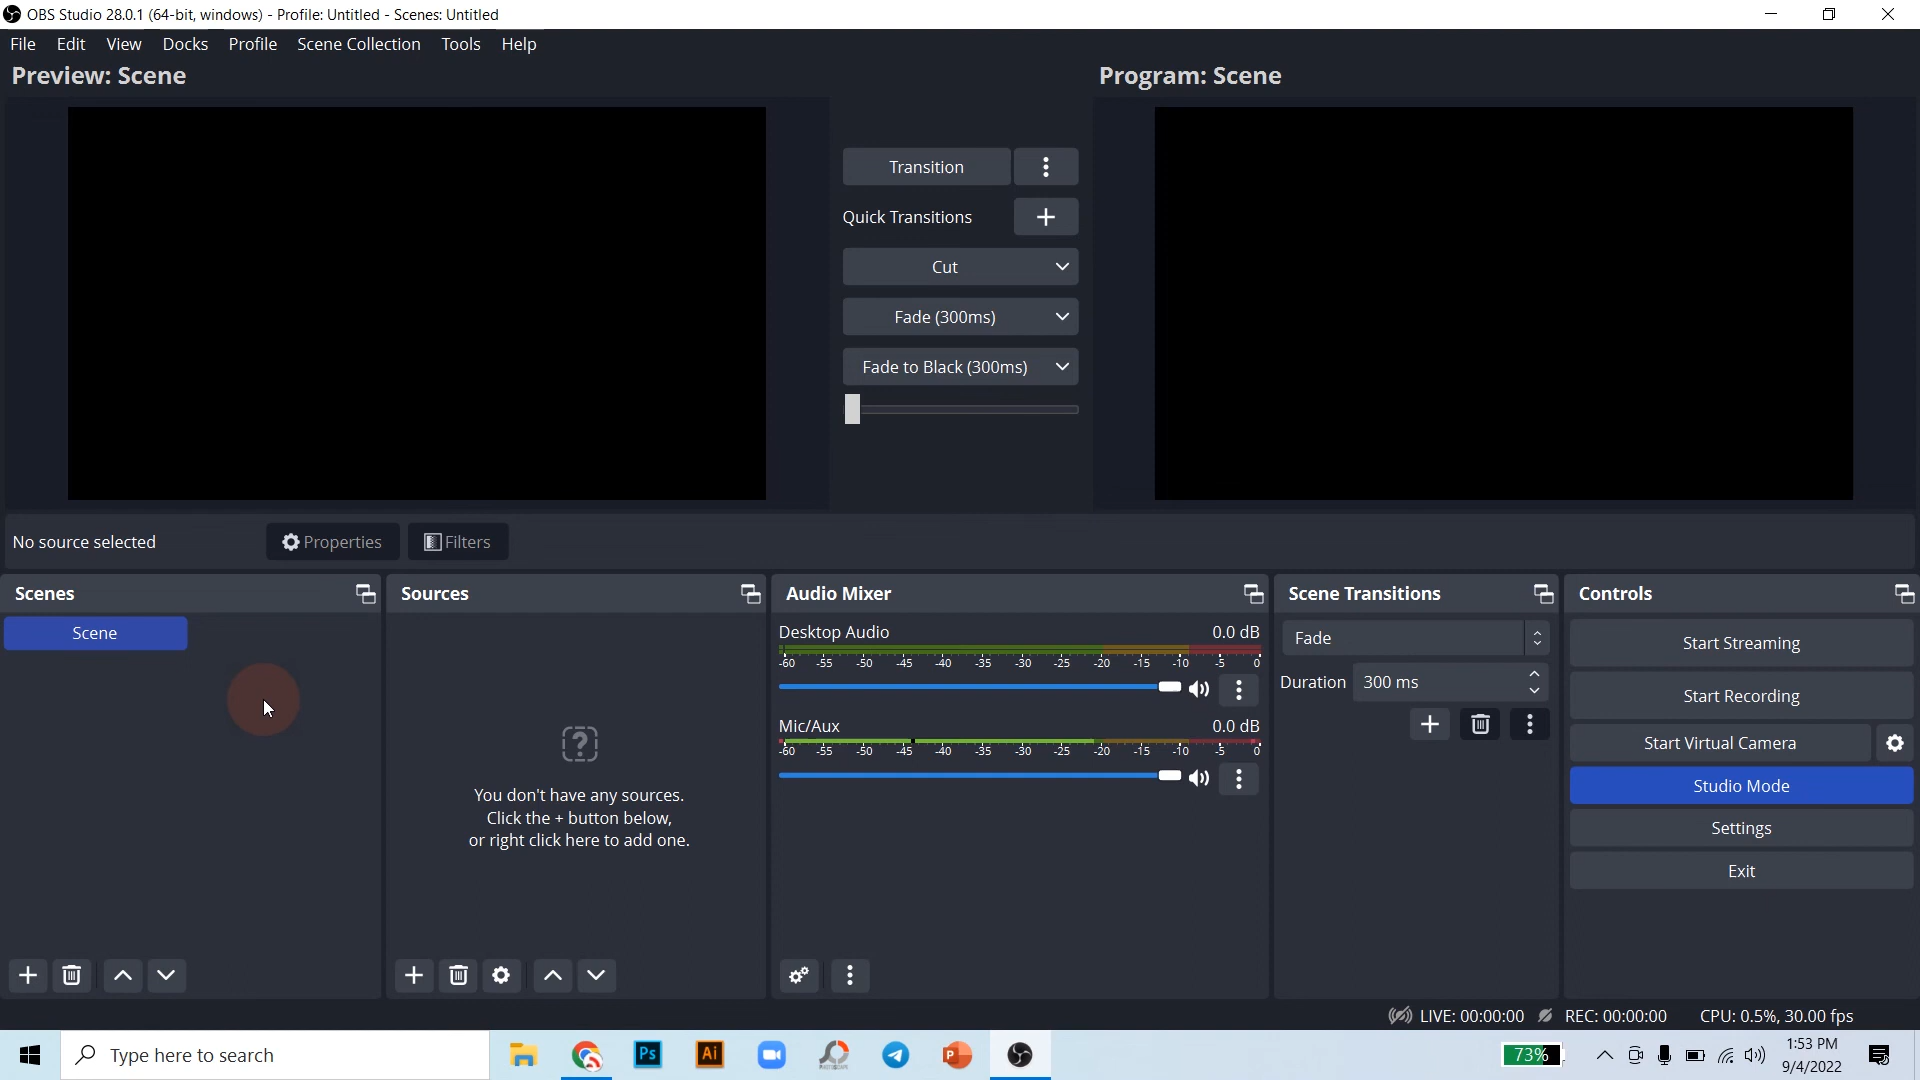 OBS Studio 28.0.1 (64-bit, windows) - Profile: Untitled - Scenes: Untitled
File Edit View Docks Profile Scene Collection Tools Help
Preview: Scene
Program: Scene
Transition
Quick Transitions
Cut
Fade (300ms)
Fade to Black (300ms)
No source selected
Properties
Filters
Scenes
Scene
Sources
You don't have any sources.
Click the + button below,
or right click here to add one.
Audio Mixer
Desktop Audio 0.0 dB
-60 -55 -50 -45 -40 -35 -30 -25 -20 -15 -10 -5 0
Mic/Aux 0.0 dB
-60 -55 -50 -45 -40 -35 -30 -25 -20 -15 -10 -5 0
Scene Transitions
Fade
Duration 300 ms
Controls
Start Streaming
Start Recording
Start Virtual Camera
Studio Mode
Settings
Exit
LIVE: 00:00:00 REC: 00:00:00 CPU: 0.5%, 30.00 fps
Type here to search
Ps
Ai
P
73%
1:53 PM
9/4/2022